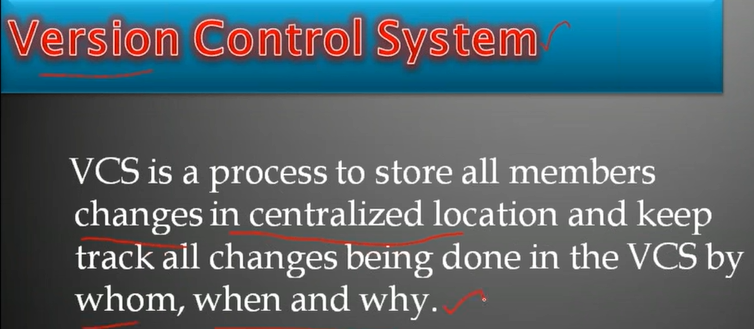 Version Control System
VCS is a process to store all members
changes in centralized location and keep
track all changes being done in the VCS by
whom, when and why.